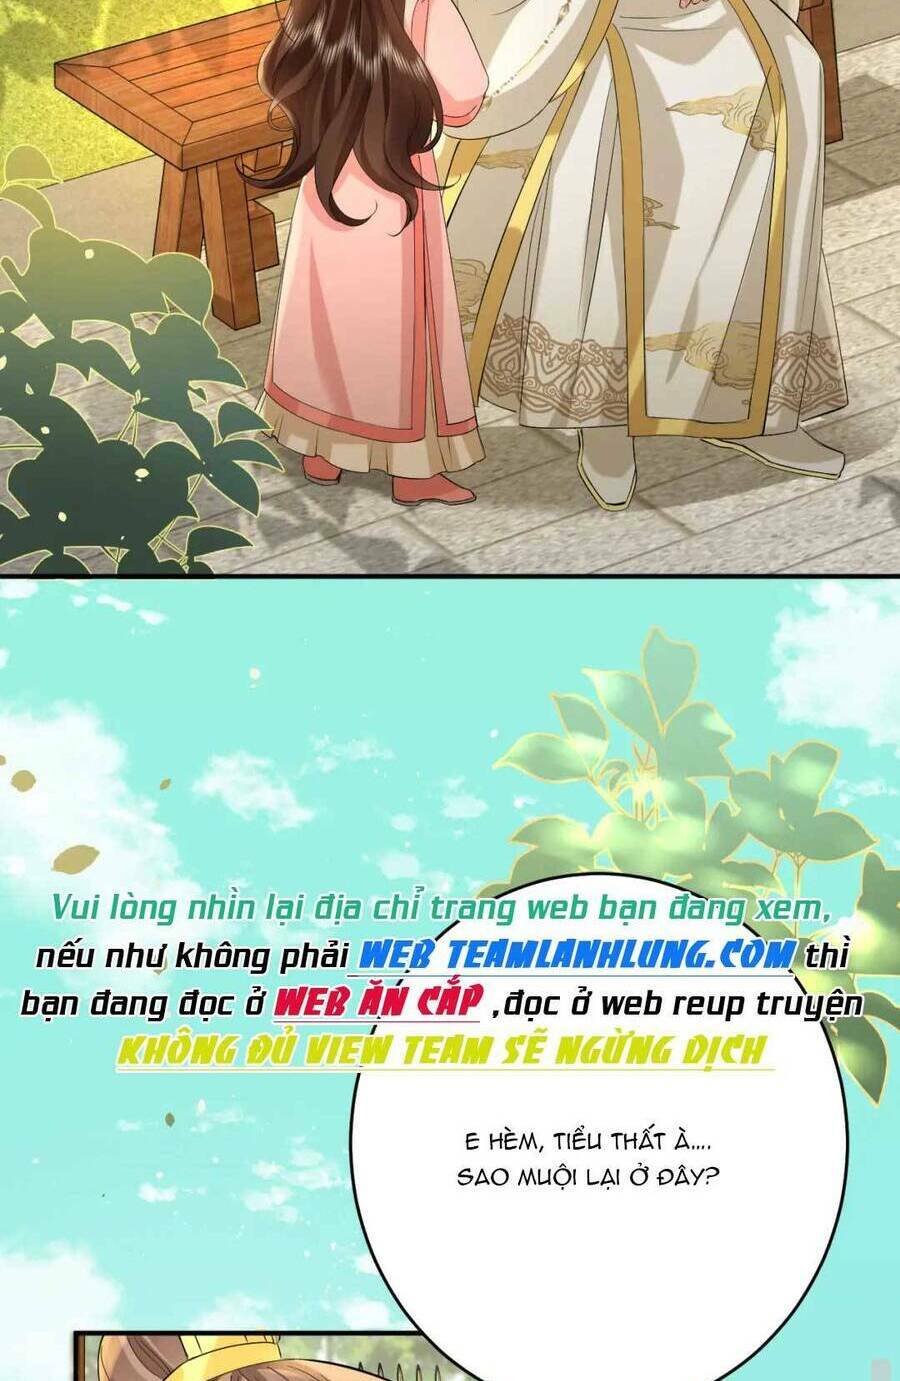 Vui lòng nhìn lại địa chỉ trang web bạn đang xem,
nếu như không phải WEB TEAMLANHLUNG.COM thì
bạn đang đọc ở WEB ĂN CẮP ,đọc ở web reup truyện
KHÔNG ĐỦ VIEW TEAM SẼ NGỪNG DỊCH
E HÈM, TIỂU THẤT À....
SAO MUỘI LẠI Ở ĐÂY?